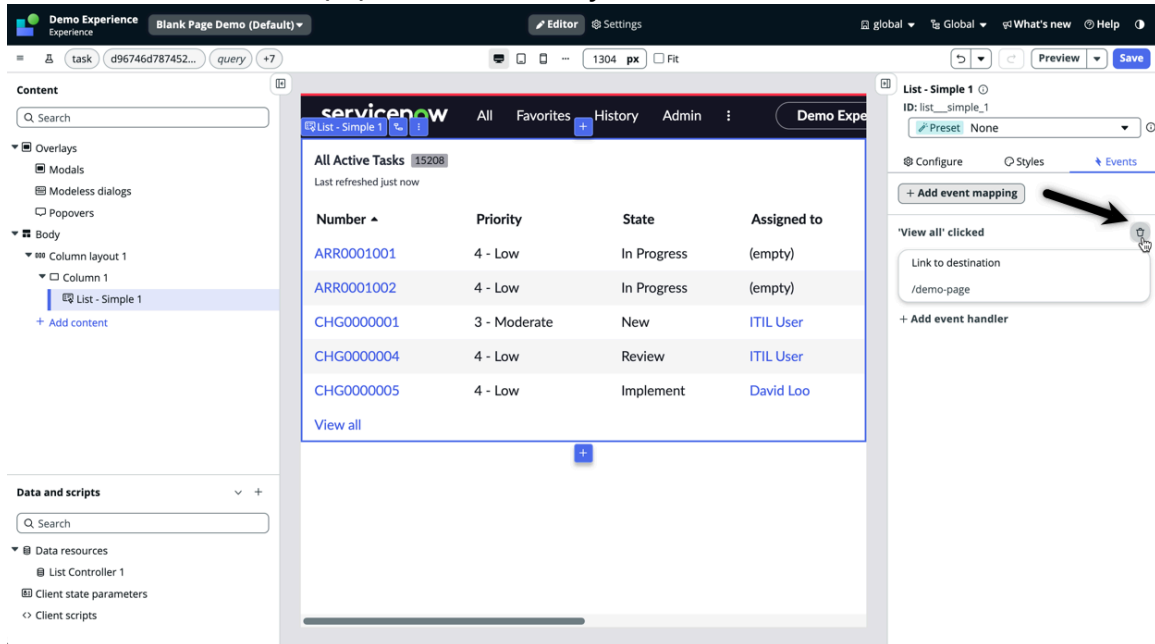 Demo Experience
Experience
Blank Page Demo (Default)
Editor
Settings
global
Global
What's new
Help
task
d96746d787452...
query
+7
1304 px
Fit
Preview
Save
Content
Search
Overlays
Modals
Modeless dialogs
Popovers
Body
Column layout 1
Column 1
List - Simple 1
+ Add content
Data and scripts
Search
Data resources
List Controller 1
Client state parameters
Client scripts
servicenow All Favorites History Admin Demo Expe
List - Simple 1
All Active Tasks 15208
Last refreshed just now
Number Priority State Assigned to
ARR0001001 4 - Low In Progress (empty)
ARR0001002 4 - Low In Progress (empty)
CHG0000001 3 - Moderate New ITIL User
CHG0000004 4 - Low Review ITIL User
CHG0000005 4 - Low Implement David Loo
View all
List - Simple 1
ID: list__simple_1
Preset None
Configure
Styles
Events
+ Add event mapping
'View all' clicked
Link to destination
/demo-page
+ Add event handler